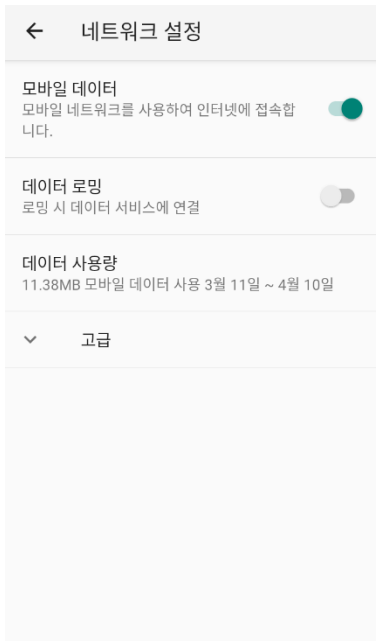 네트워크 설정
모바일 데이터
모바일 네트워크를 사용하여 인터넷에 접속합
니다.
데이터 로밍
로밍 시 데이터 서비스에 연결
데이터 사용량
11.38MB 모바일 데이터 사용 3월 11일 ~ 4월 10일
고급